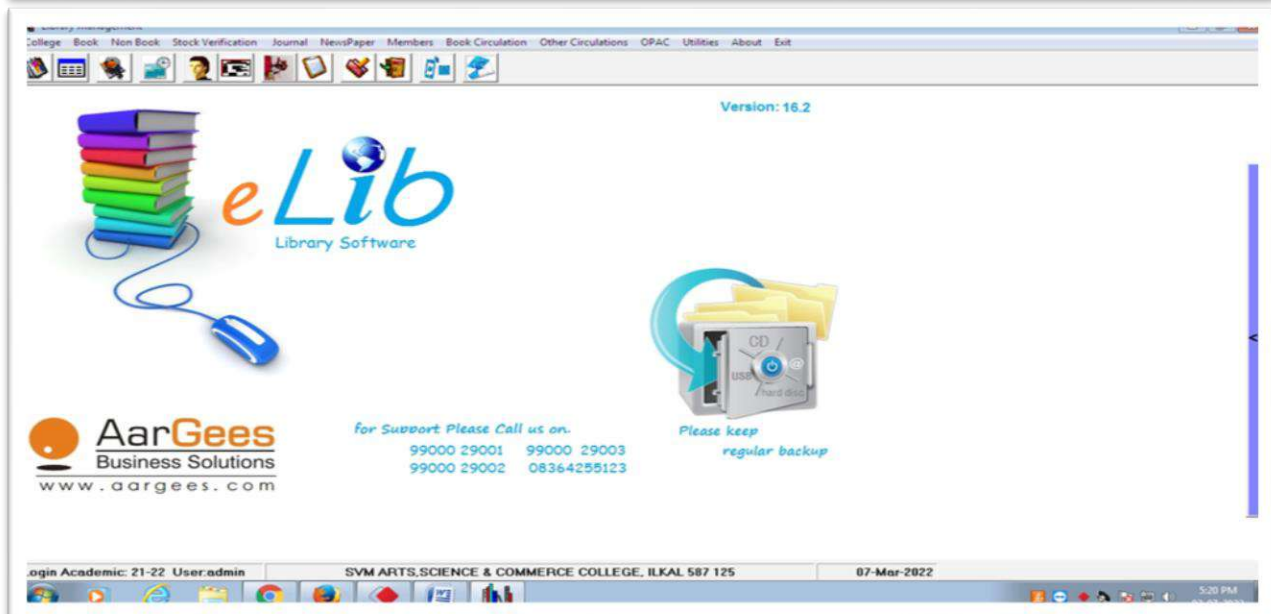 Library Management
College Book Non Book Stock Verification Journal NewsPaper Members Book Circulation Other Circulations OPAC Utilities About Exit
Version: 16.2
eLib
Library Software
CD
USB
@
hard disc
AarGees
Business Solutions
www.aargees.com
for Support Please Call us on.
99000 29001 99000 29003
99000 29002 08364255123
Please keep
regular backup
<
ogin Academic: 21-22 User:admin SVM ARTS,SCIENCE & COMMERCE COLLEGE, ILKAL 587 125 07-Mar-2022
5:20 PM